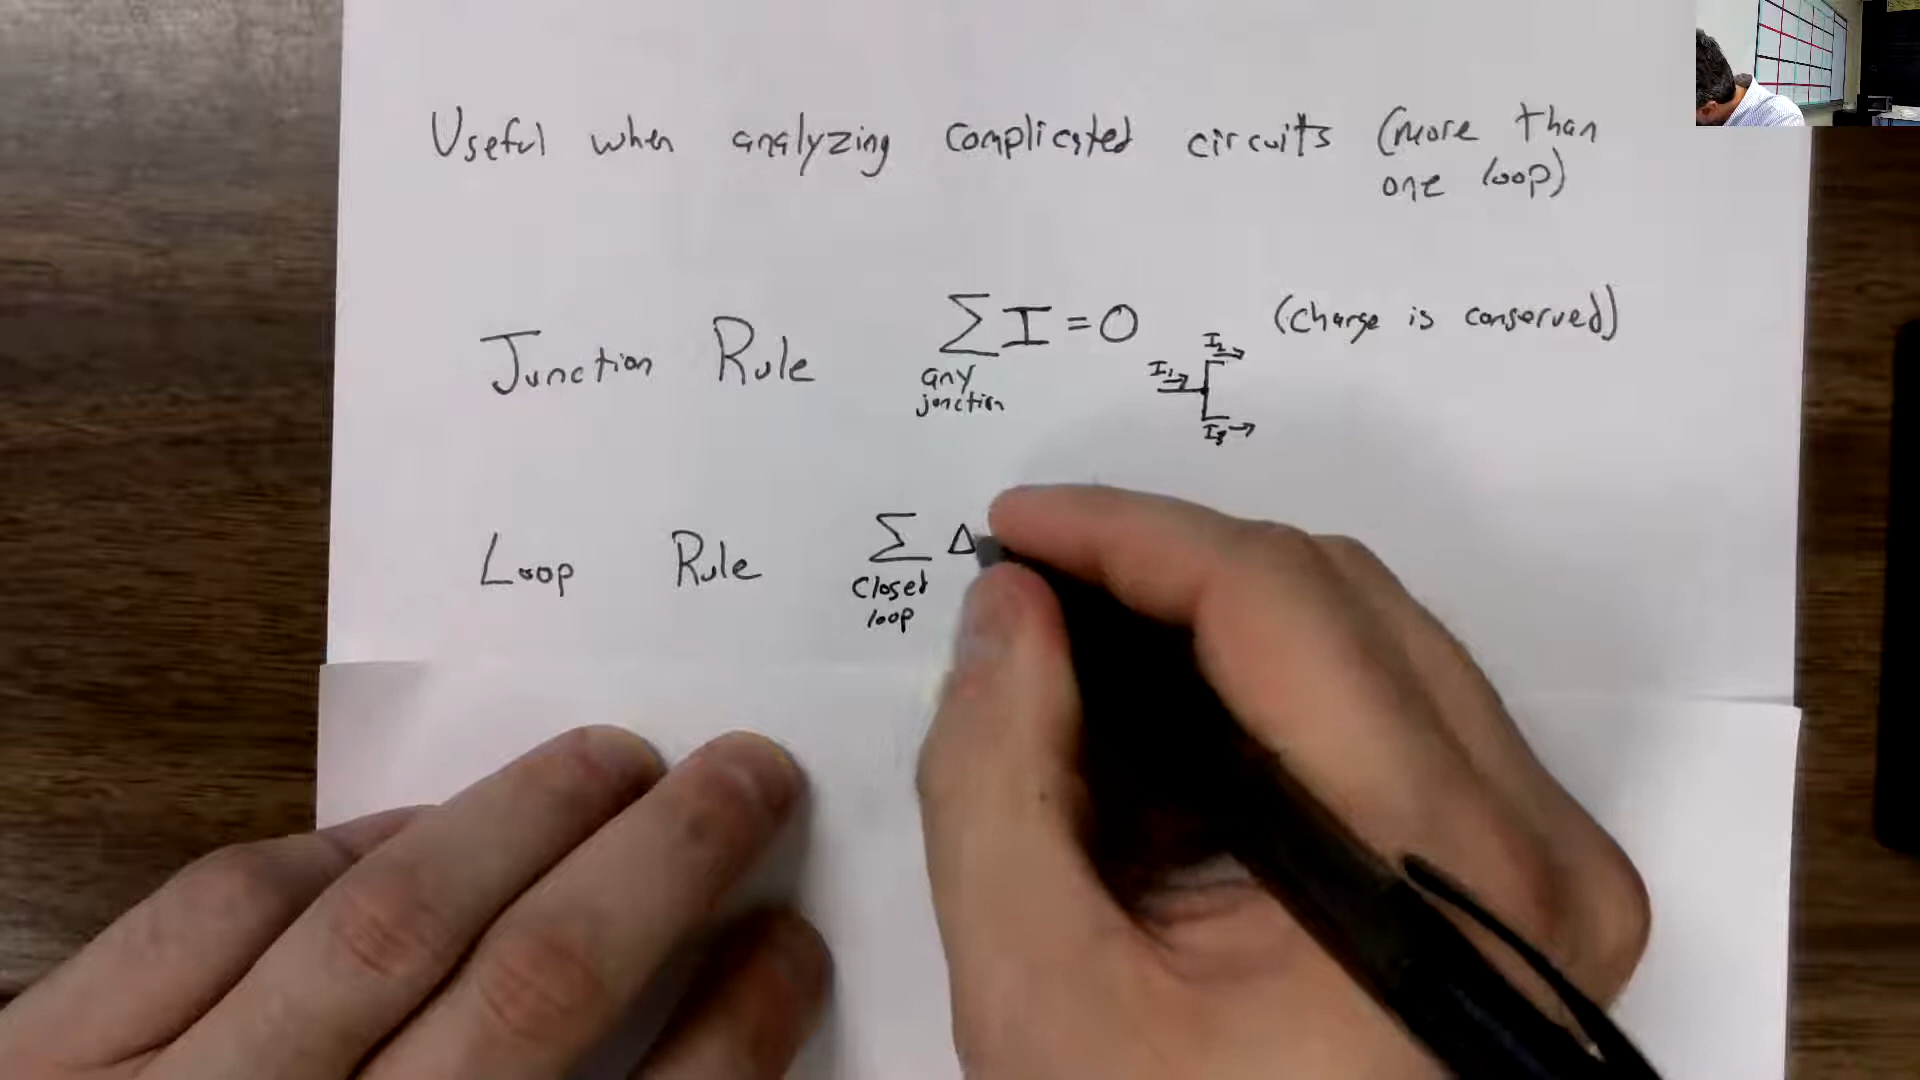 Useful when analyzing complicated circuits (more than
one loop)
Junction Rule ∑I = 0 (charge is conserved)
any
junction
I₂
I₁
I₃
Loop Rule ∑ Δ
Closed
loop